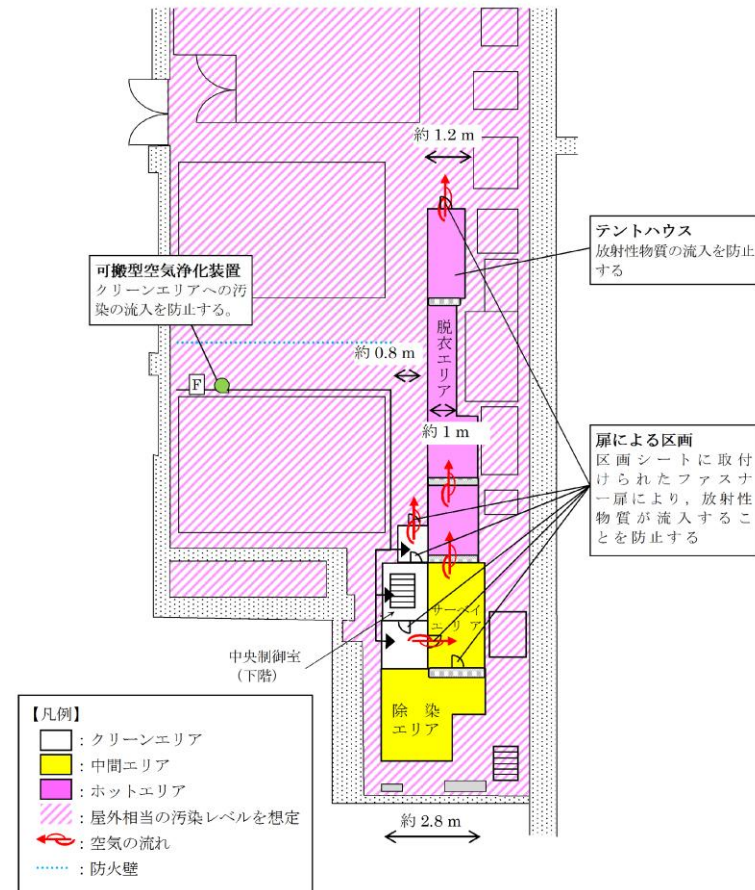 約 1.2 m
テントハウス
放射性物質の流入を防止
する
可搬型空気浄化装置
クリーンエリアへの汚
染の流入を防止する。
脱衣エリア
約 0.8 m
F
約 1 m
扉による区画
区画シートに取付
けられたファスナ
ー扉により，放射性
物質が流入するこ
とを防止する
サーベイ
エリア
中央制御室
（下階）
除 染
エリア
【凡例】
：クリーンエリア
：中間エリア
：ホットエリア
：屋外相当の汚染レベルを想定
：空気の流れ
：防火壁
約 2.8 m